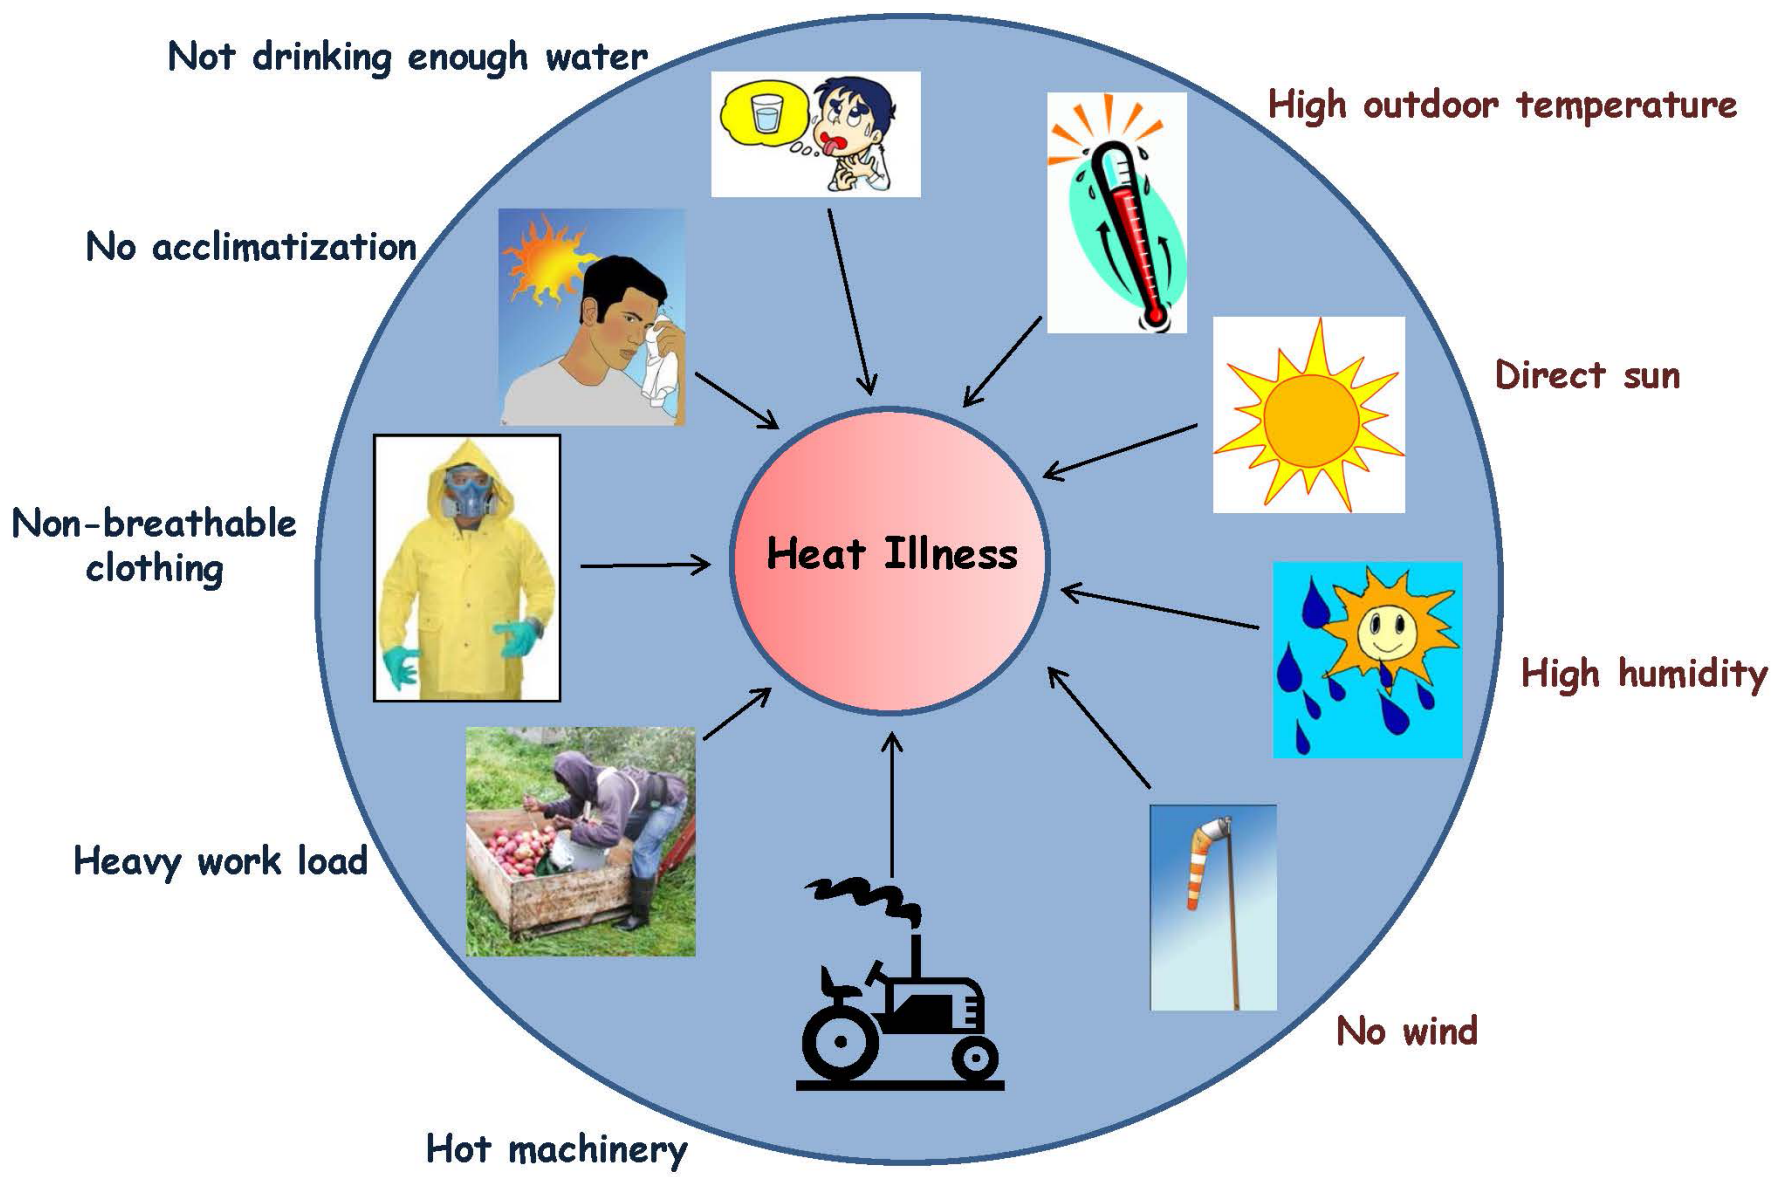 Not drinking enough water
High outdoor temperature
No acclimatization
Direct sun
Non-breathable
clothing
Heat Illness
High humidity
Heavy work load
No wind
Hot machinery